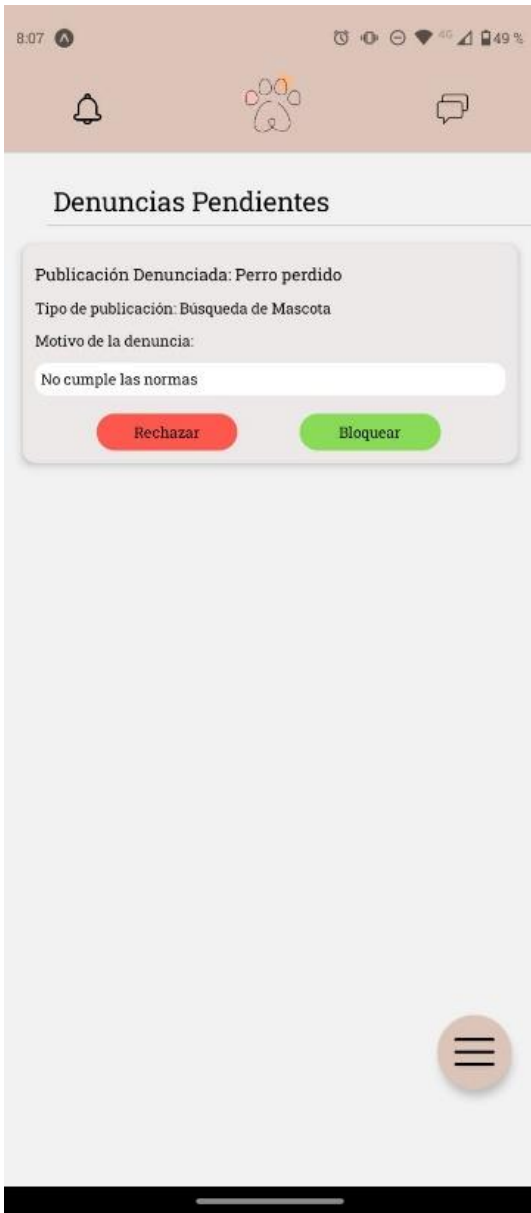 8:07 4G 49 %
Denuncias Pendientes
Publicación Denunciada: Perro perdido
Tipo de publicación: Búsqueda de Mascota
Motivo de la denuncia:
No cumple las normas
Rechazar Bloquear